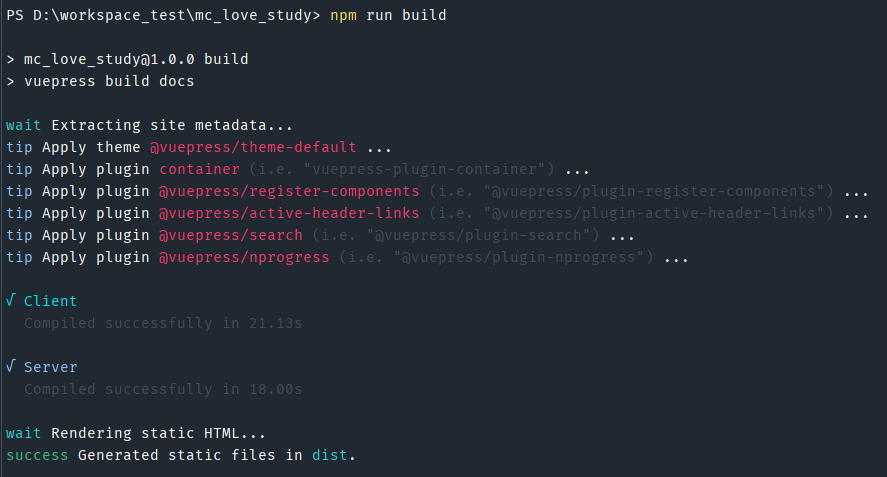 PS D:\workspace_test\mc_love_study> npm run build
> mc_love_study@1.0.0 build
> vuepress build docs
wait Extracting site metadata...
tip Apply theme @vuepress/theme-default ...
tip Apply plugin container (i.e. "vuepress-plugin-container") ...
tip Apply plugin @vuepress/register-components (i.e. "@vuepress/plugin-register-components") ...
tip Apply plugin @vuepress/active-header-links (i.e. "@vuepress/plugin-active-header-links") ...
tip Apply plugin @vuepress/search (i.e. "@vuepress/plugin-search") ...
tip Apply plugin @vuepress/nprogress (i.e. "@vuepress/plugin-nprogress") ...
√ Client
Compiled successfully in 21.13s
√ Server
Compiled successfully in 18.00s
wait Rendering static HTML...
success Generated static files in dist.